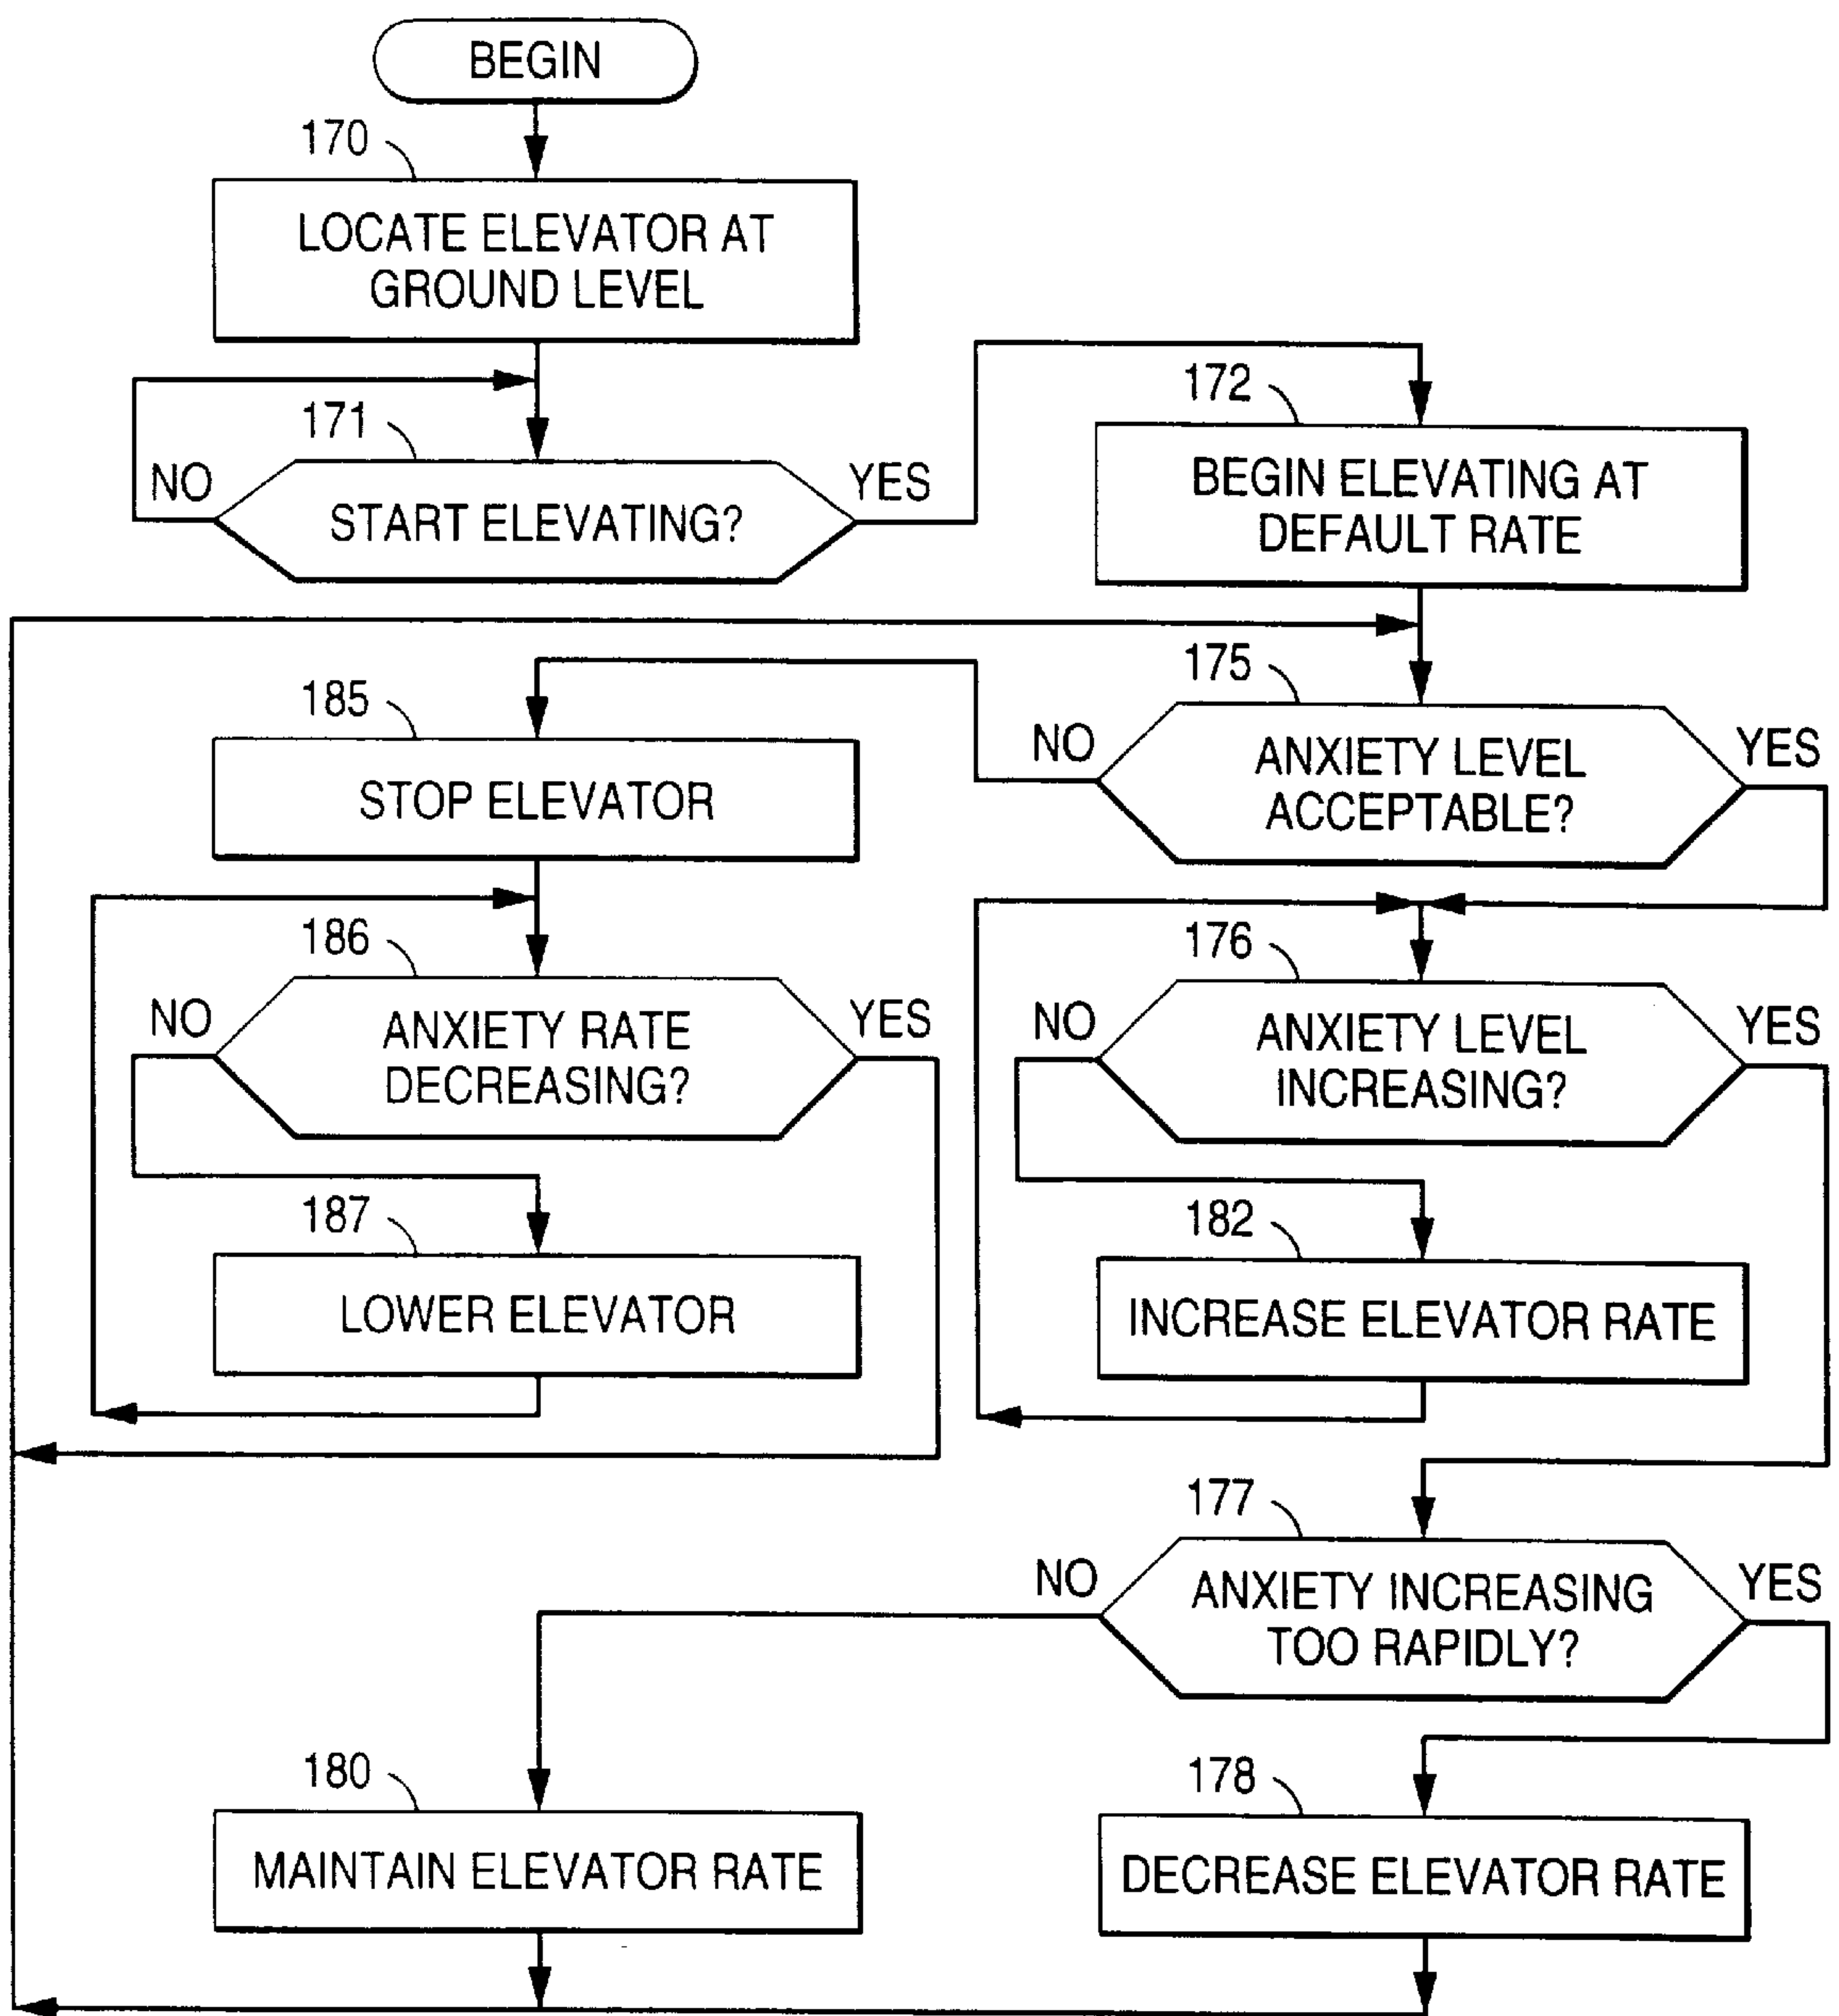 BEGIN
170
LOCATE ELEVATOR AT
GROUND LEVEL
171
NO
START ELEVATING?
YES
172
BEGIN ELEVATING AT
DEFAULT RATE
175
NO
ANXIETY LEVEL
ACCEPTABLE?
YES
185
STOP ELEVATOR
186
NO
ANXIETY RATE
DECREASING?
YES
176
NO
ANXIETY LEVEL
INCREASING?
YES
187
LOWER ELEVATOR
182
INCREASE ELEVATOR RATE
177
NO
ANXIETY INCREASING
TOO RAPIDLY?
YES
180
MAINTAIN ELEVATOR RATE
178
DECREASE ELEVATOR RATE